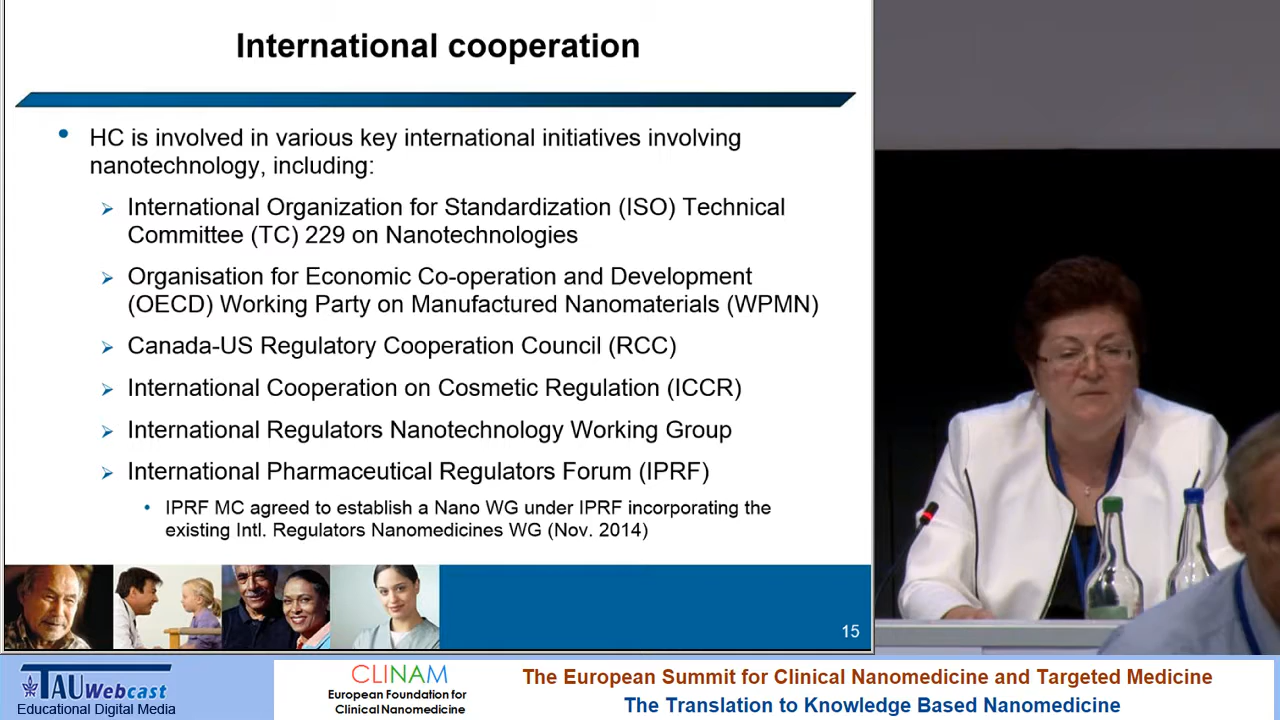 International cooperation
• HC is involved in various key international initiatives involving
nanotechnology, including:
➢ International Organization for Standardization (ISO) Technical
Committee (TC) 229 on Nanotechnologies
➢ Organisation for Economic Co-operation and Development
(OECD) Working Party on Manufactured Nanomaterials (WPMN)
➢ Canada-US Regulatory Cooperation Council (RCC)
➢ International Cooperation on Cosmetic Regulation (ICCR)
➢ International Regulators Nanotechnology Working Group
➢ International Pharmaceutical Regulators Forum (IPRF)
• IPRF MC agreed to establish a Nano WG under IPRF incorporating the
existing Intl. Regulators Nanomedicines WG (Nov. 2014)
15
TAU Webcast
Educational Digital Media
CLINAM
European Foundation for
Clinical Nanomedicine
The European Summit for Clinical Nanomedicine and Targeted Medicine
The Translation to Knowledge Based Nanomedicine